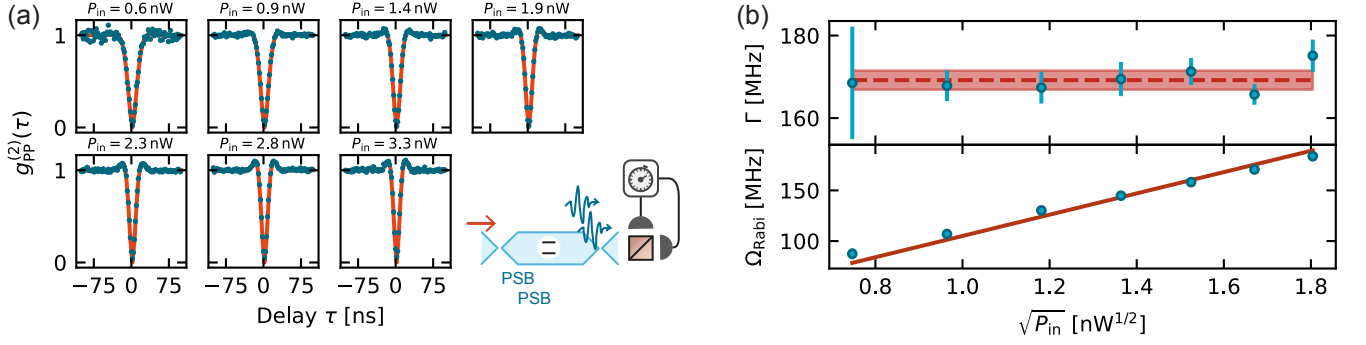 (a)
P_in = 0.6 nW
P_in = 0.9 nW
P_in = 1.4 nW
P_in = 1.9 nW
1
0
g_PP^(2)(τ)
−75 0 75
P_in = 2.3 nW
P_in = 2.8 nW
P_in = 3.3 nW
1
0
−75 0 75
−75 0 75
−75 0 75
Delay τ [ns]
PSB
PSB
(b)
180
160
Γ [MHz]
150
100
Ω_Rabi [MHz]
0.8 1.0 1.2 1.4 1.6 1.8
√P_in [nW^1/2]